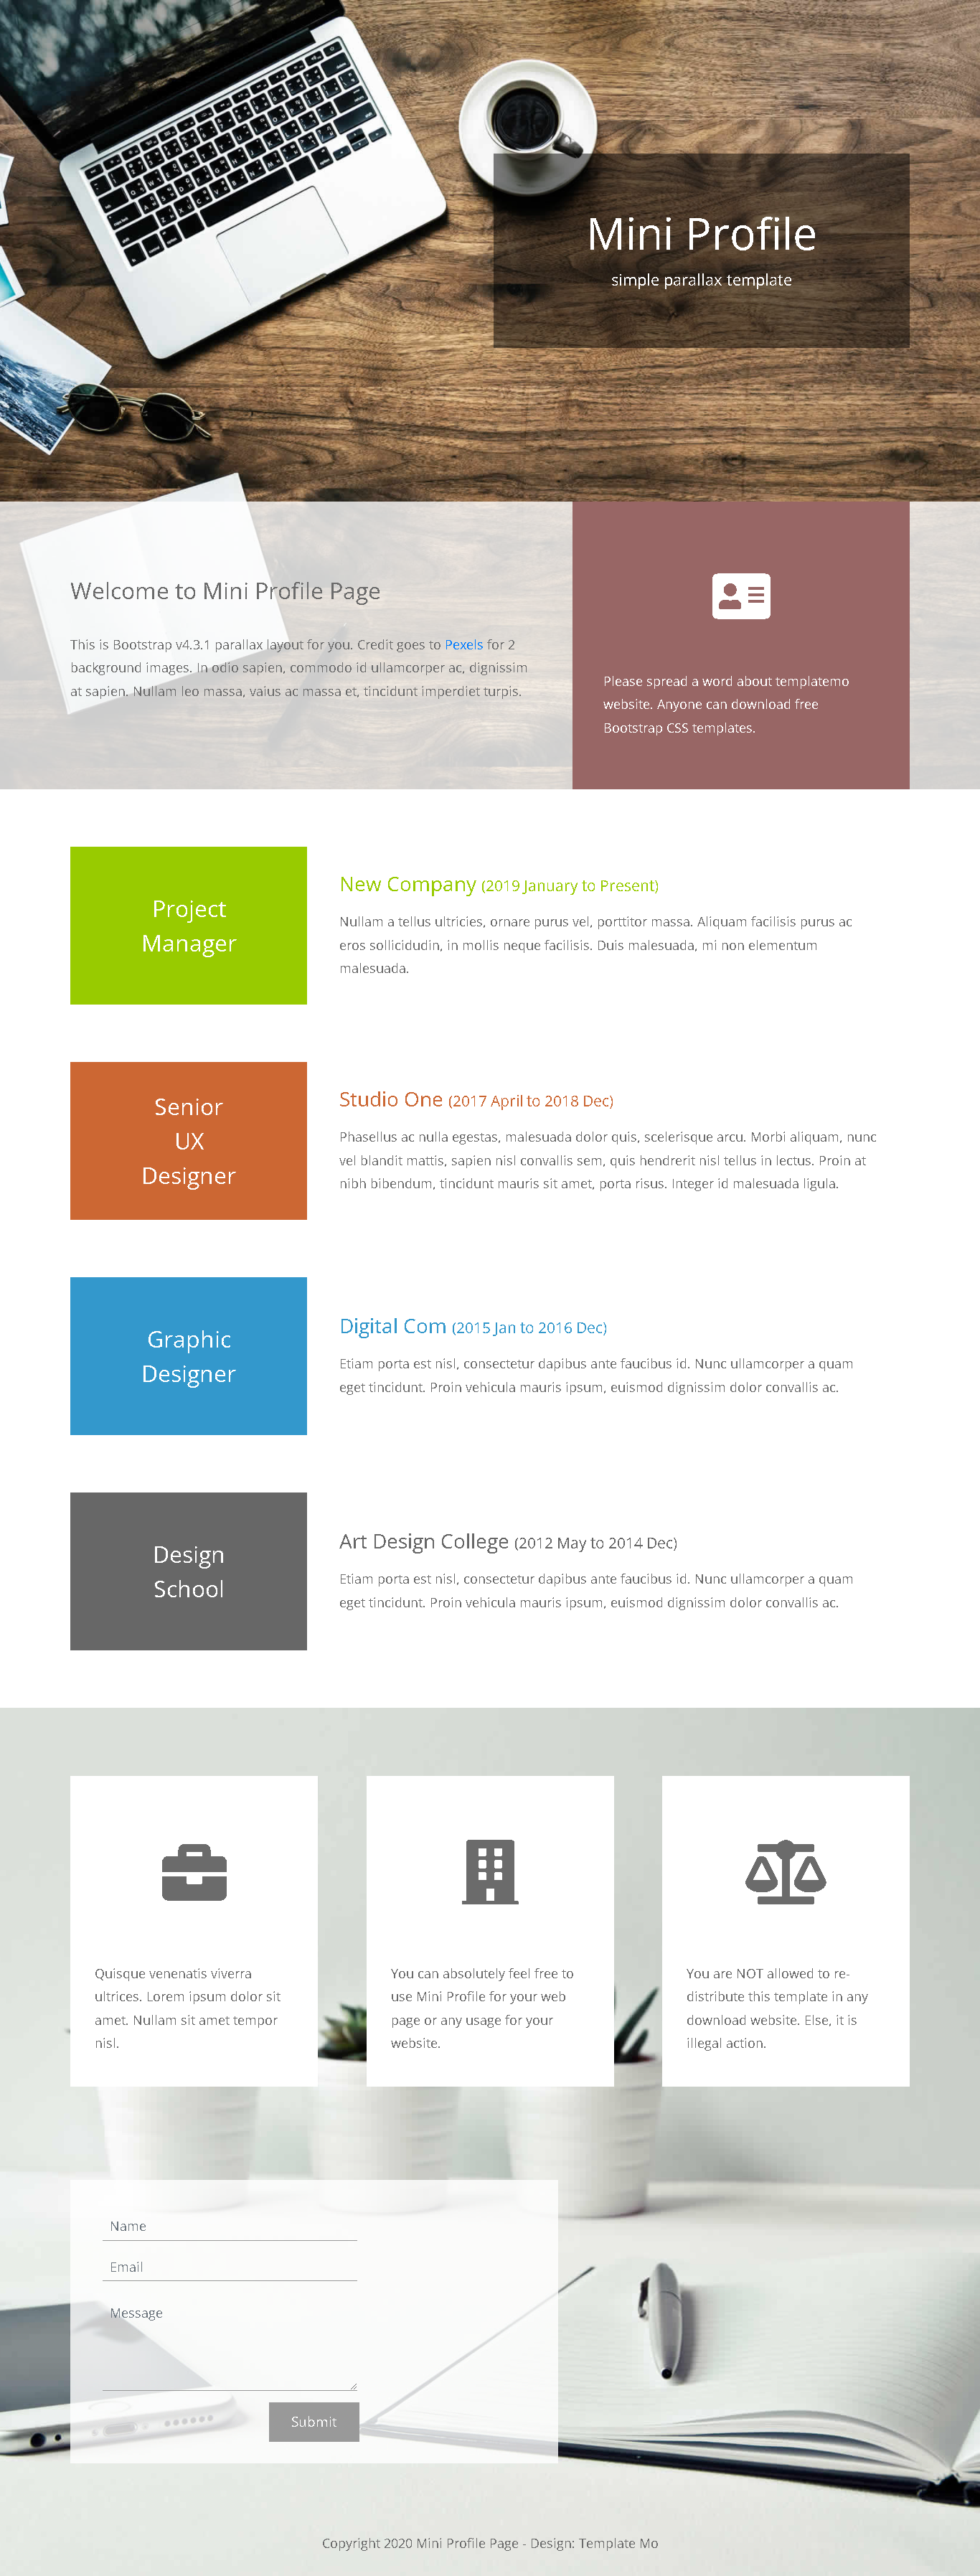 Mini Profile
simple parallax template
Welcome to Mini Profile Page
This is Bootstrap v4.3.1 parallax layout for you. Credit goes to Pexels for 2
background images. In odio sapien, commodo id ullamcorper ac, dignissim
at sapien. Nullam leo massa, vaius ac massa et, tincidunt imperdiet turpis.
Please spread a word about templatemo
website. Anyone can download free
Bootstrap CSS templates.
Project
Manager
New Company (2019 January to Present)
Nullam a tellus ultricies, ornare purus vel, porttitor massa. Aliquam facilisis purus ac
eros sollicidudin, in mollis neque facilisis. Duis malesuada, mi non elementum
malesuada.
Senior
UX
Designer
Studio One (2017 April to 2018 Dec)
Phasellus ac nulla egestas, malesuada dolor quis, scelerisque arcu. Morbi aliquam, nunc
vel blandit mattis, sapien nisl convallis sem, quis hendrerit nisl tellus in lectus. Proin at
nibh bibendum, tincidunt mauris sit amet, porta risus. Integer id malesuada ligula.
Graphic
Designer
Digital Com (2015 Jan to 2016 Dec)
Etiam porta est nisl, consectetur dapibus ante faucibus id. Nunc ullamcorper a quam
eget tincidunt. Proin vehicula mauris ipsum, euismod dignissim dolor convallis ac.
Design
School
Art Design College (2012 May to 2014 Dec)
Etiam porta est nisl, consectetur dapibus ante faucibus id. Nunc ullamcorper a quam
eget tincidunt. Proin vehicula mauris ipsum, euismod dignissim dolor convallis ac.
Quisque venenatis viverra
ultrices. Lorem ipsum dolor sit
amet. Nullam sit amet tempor
nisl.
You can absolutely feel free to
use Mini Profile for your web
page or any usage for your
website.
You are NOT allowed to re-
distribute this template in any
download website. Else, it is
illegal action.
Name
Email
Message
Submit
Copyright 2020 Mini Profile Page - Design: Template Mo